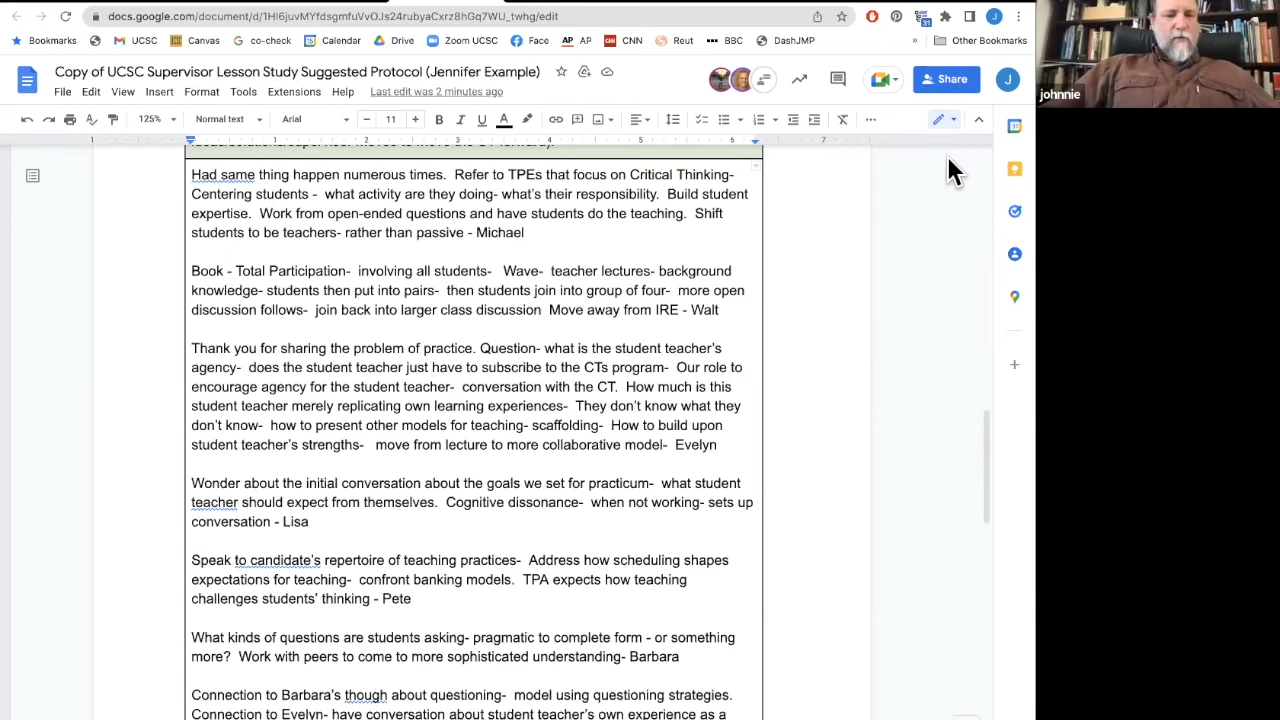 docs.google.com/document/d/1HI6juvMYfdsgmfuVvOJs24rubyaCxrz8hGq7WU_twhg/edit
Bookmarks UCSC Canvas co-check Calendar Drive Zoom UCSC Face AP AP CNN Reut BBC DashJMP » Other Bookmarks
31
J
Copy of UCSC Supervisor Lesson Study Suggested Protocol (Jennifer Example)
Share
J
File Edit View Insert Format Tools Extensions Help Last edit was 2 minutes ago
johnnie
125% Normal text Arial 11 B I U A
1 1 2 3 4 5 6 7
Had same thing happen numerous times. Refer to TPEs that focus on Critical Thinking-
Centering students - what activity are they doing- what's their responsibility. Build student
expertise. Work from open-ended questions and have students do the teaching. Shift
students to be teachers- rather than passive - Michael
Book - Total Participation- involving all students- Wave- teacher lectures- background
knowledge- students then put into pairs- then students join into group of four- more open
discussion follows- join back into larger class discussion Move away from IRE - Walt
Thank you for sharing the problem of practice. Question- what is the student teacher's
agency- does the student teacher just have to subscribe to the CTs program- Our role to
encourage agency for the student teacher- conversation with the CT. How much is this
student teacher merely replicating own learning experiences- They don't know what they
don't know- how to present other models for teaching- scaffolding- How to build upon
student teacher's strengths- move from lecture to more collaborative model- Evelyn
Wonder about the initial conversation about the goals we set for practicum- what student
teacher should expect from themselves. Cognitive dissonance- when not working- sets up
conversation - Lisa
Speak to candidate's repertoire of teaching practices- Address how scheduling shapes
expectations for teaching- confront banking models. TPA expects how teaching
challenges students' thinking - Pete
What kinds of questions are students asking- pragmatic to complete form - or something
more? Work with peers to come to more sophisticated understanding- Barbara
Connection to Barbara's though about questioning- model using questioning strategies.
Connection to Evelyn- have conversation about student teacher's own experience as a